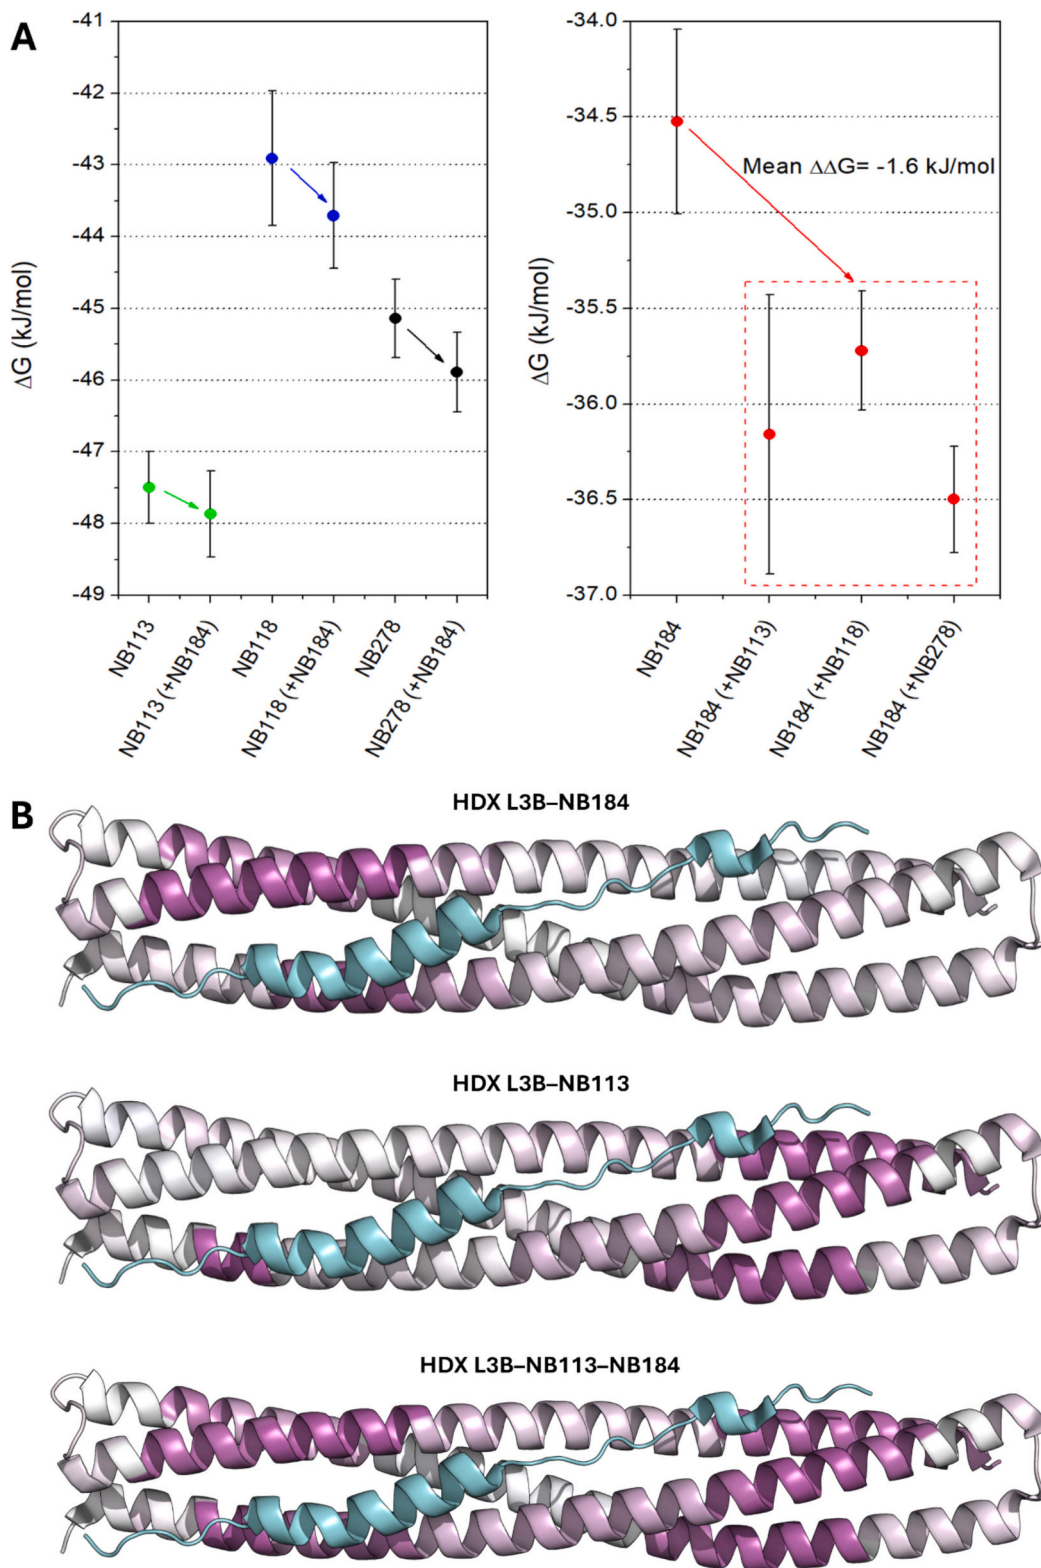 A
-41
-42
-43
-44
-45
-46
-47
-48
-49
ΔG (kJ/mol)
NB113
NB113 (+NB184)
NB118
NB118 (+NB184)
NB278
NB278 (+NB184)
-34.0
-34.5
-35.0
-35.5
-36.0
-36.5
-37.0
ΔG (kJ/mol)
Mean ΔΔG= -1.6 kJ/mol
NB184
NB184 (+NB113)
NB184 (+NB118)
NB184 (+NB278)
B
HDX L3B–NB184
HDX L3B–NB113
HDX L3B–NB113–NB184